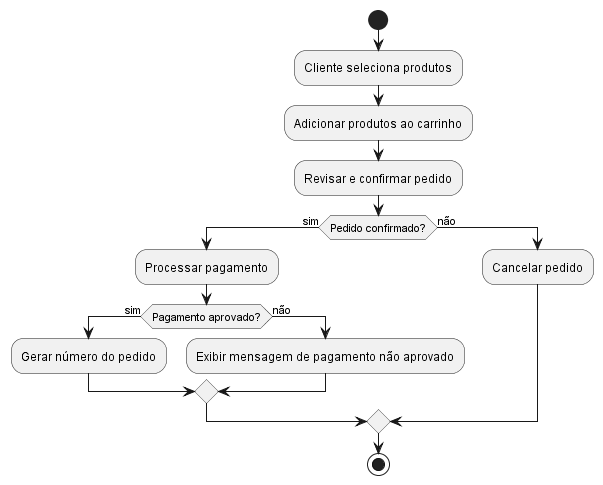 Cliente seleciona produtos
Adicionar produtos ao carrinho
Revisar e confirmar pedido
sim
Pedido confirmado?
não
Processar pagamento
Cancelar pedido
sim
Pagamento aprovado?
não
Gerar número do pedido
Exibir mensagem de pagamento não aprovado